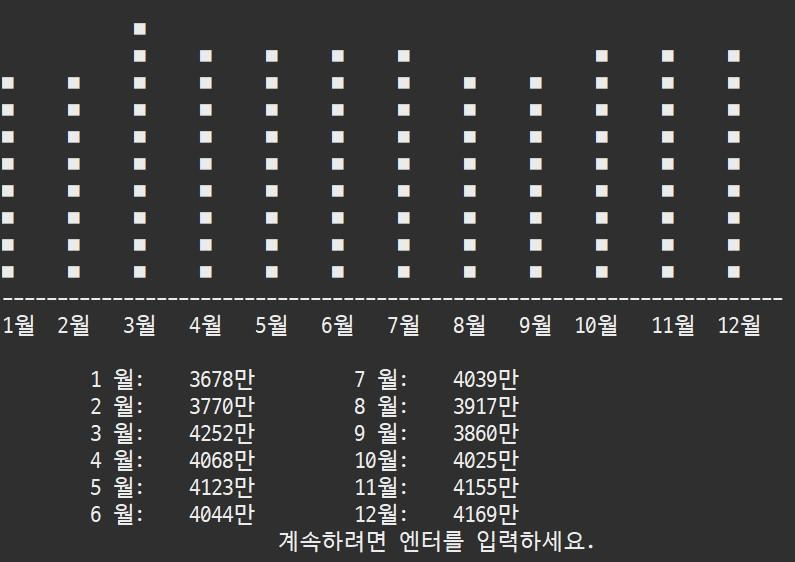 1월 2월 3월 4월 5월 6월 7월 8월 9월 10월 11월 12월
1 월: 3678만 7 월: 4039만
2 월: 3770만 8 월: 3917만
3 월: 4252만 9 월: 3860만
4 월: 4068만 10월: 4025만
5 월: 4123만 11월: 4155만
6 월: 4044만 12월: 4169만
계속하려면 엔터를 입력하세요.